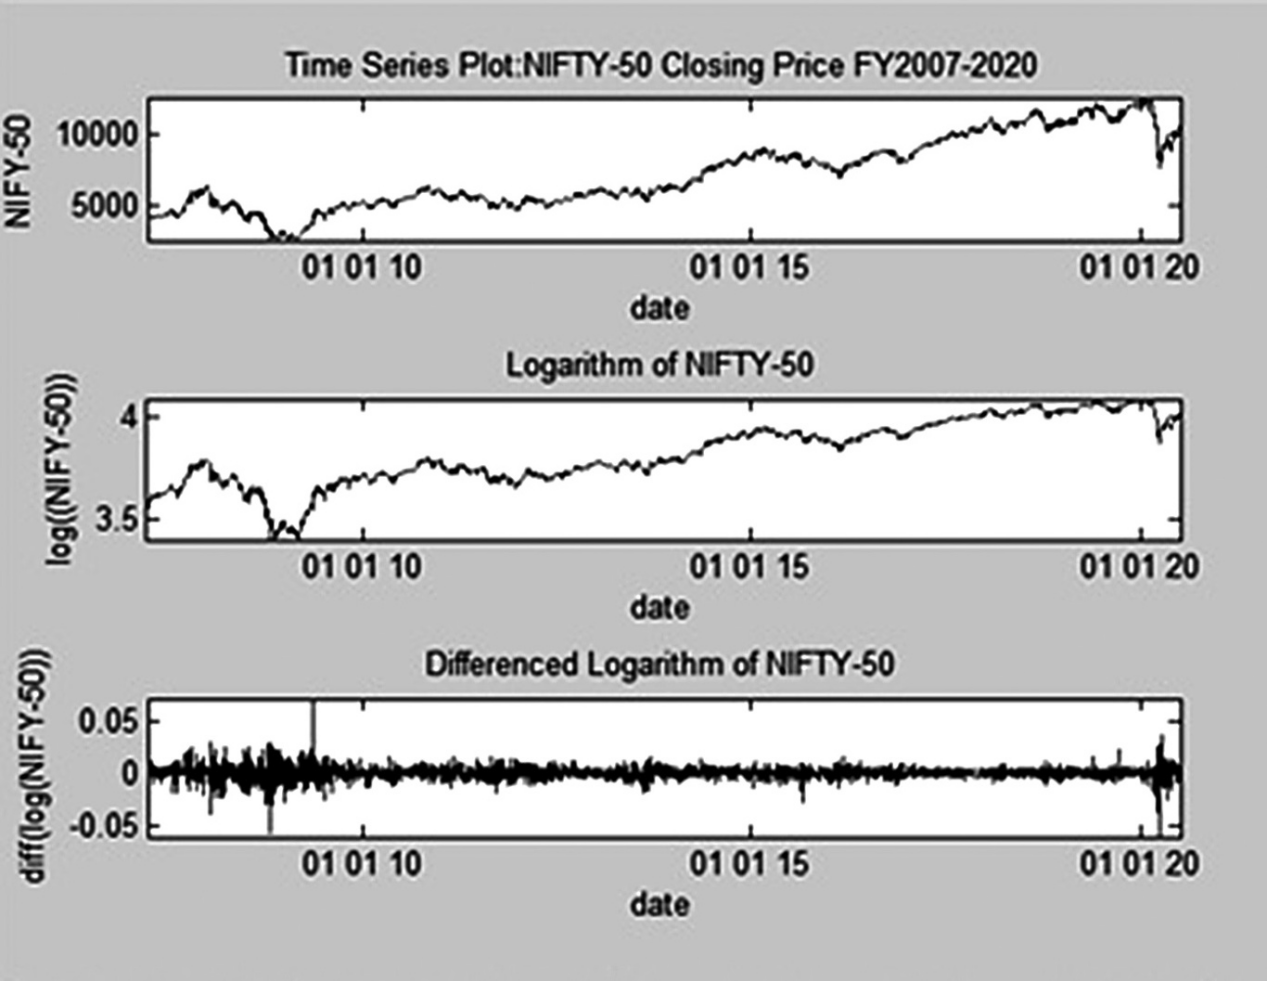 Time Series Plot:NIFTY-50 Closing Price FY2007-2020
NIFY-50
10000
5000
01 01 10
01 01 15
01 01 20
date
Logarithm of NIFTY-50
log((NIFY-50))
4
3.5
01 01 10
01 01 15
01 01 20
date
Differenced Logarithm of NIFTY-50
diff(log(NIFY-50))
0.05
0
-0.05
01 01 10
01 01 15
01 01 20
date